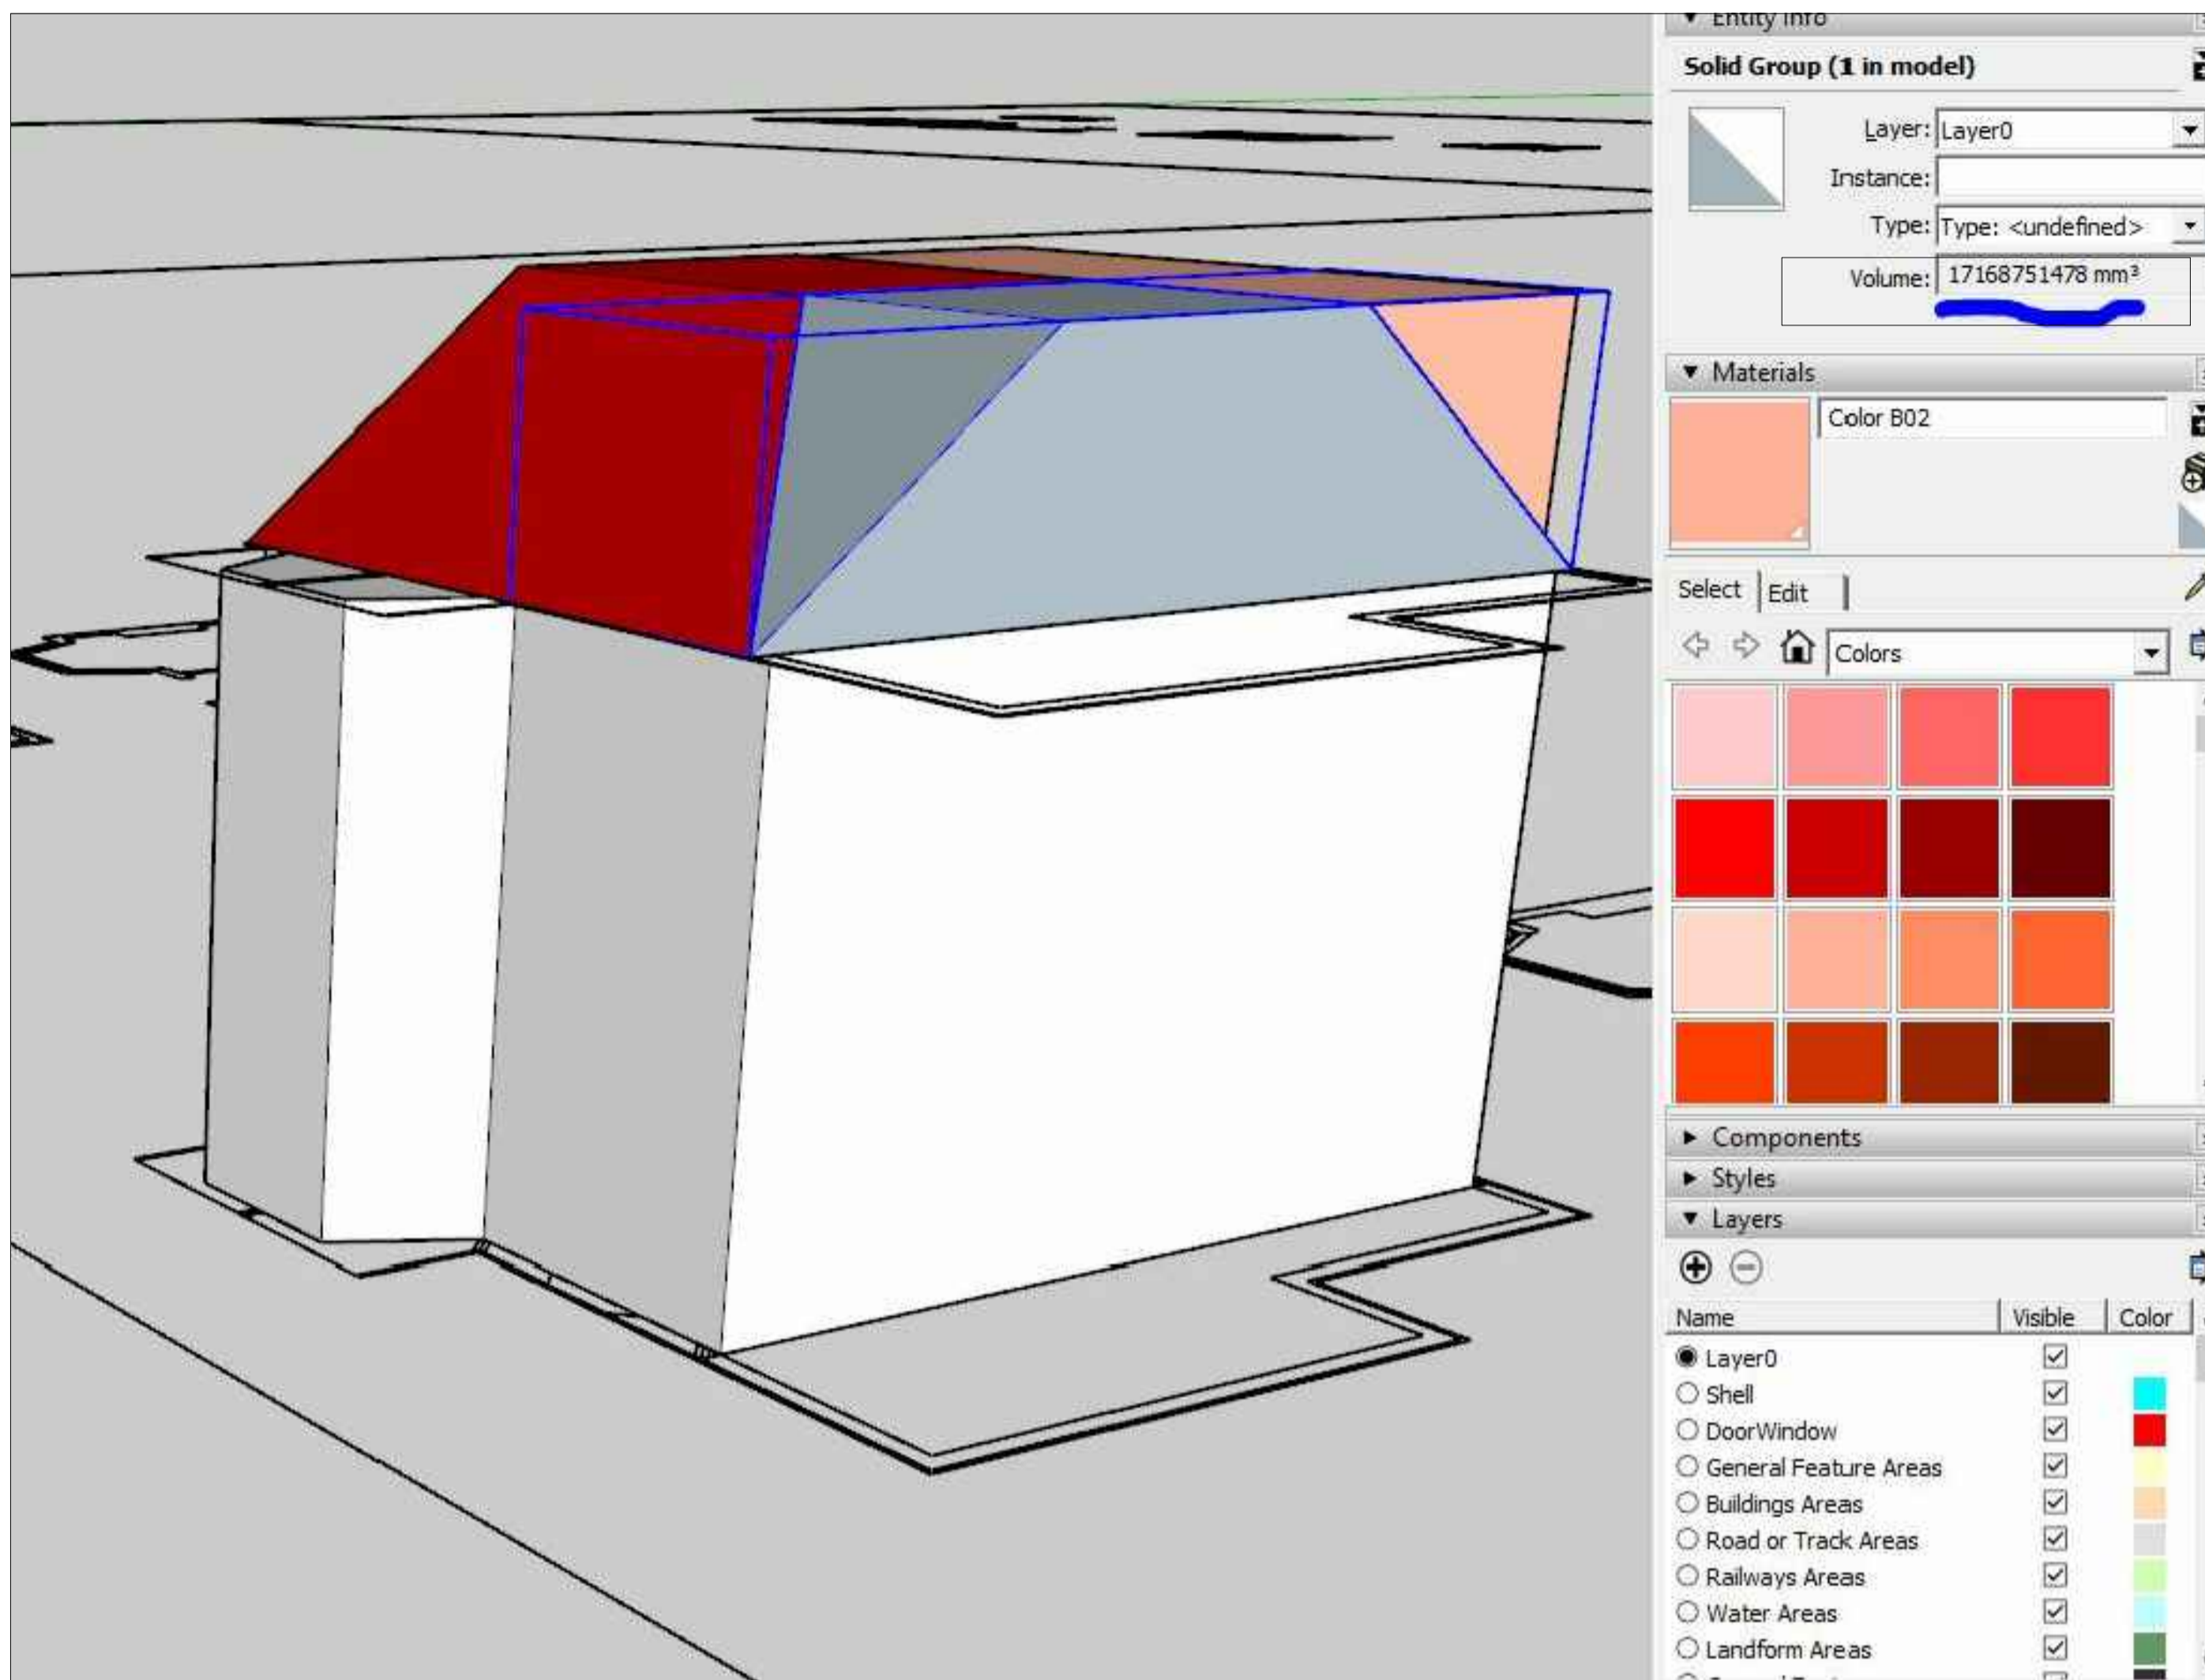 Entity Info
Solid Group (1 in model)
Layer: Layer0
Instance:
Type: Type: <undefined>
Volume: 17168751478 mm³
Materials
Color B02
Select Edit
Colors
Components
Styles
Layers
Name Visible Color
Layer0
Shell
DoorWindow
General Feature Areas
Buildings Areas
Road or Track Areas
Railways Areas
Water Areas
Landform Areas